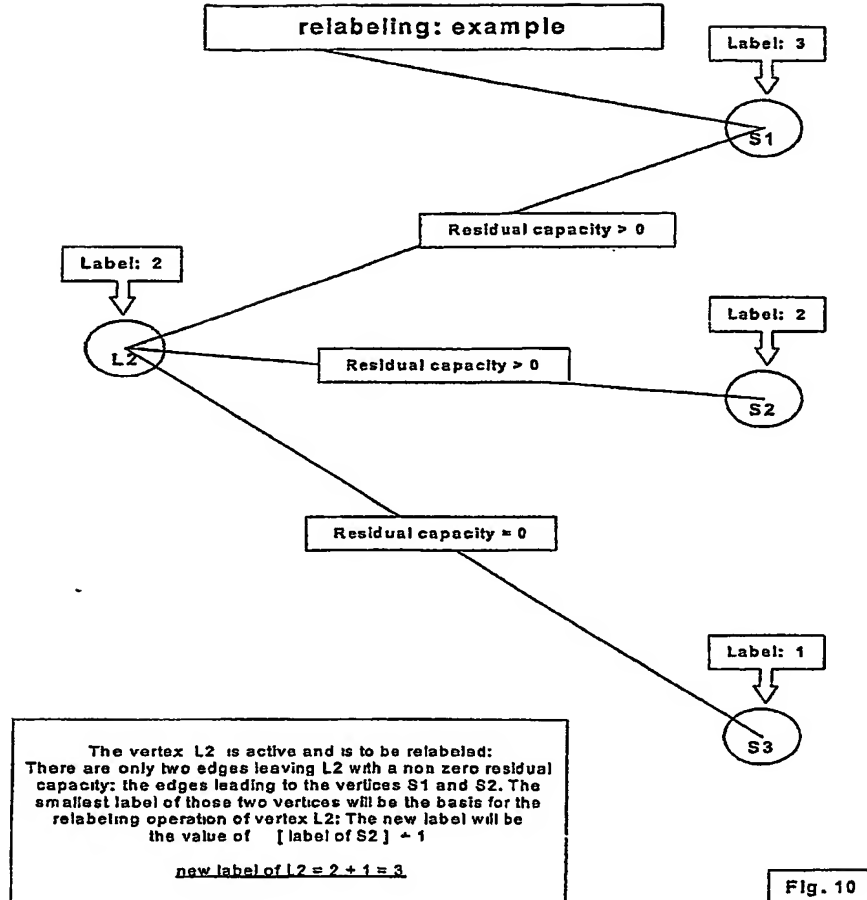 relabeling: example
Label: 3
S1
Residual capacity > 0
Label: 2
L2
Label: 2
Residual capacity > 0
S2
Residual capacity = 0
Label: 1
S3
The vertex L2 is active and is to be relabeled:
There are only two edges leaving L2 with a non zero residual
capacity: the edges leading to the vertices S1 and S2. The
smallest label of those two vertices will be the basis for the
relabeling operation of vertex L2: The new label will be
the value of [ label of S2 ] + 1
new label of L2 = 2 + 1 = 3
Fig. 10